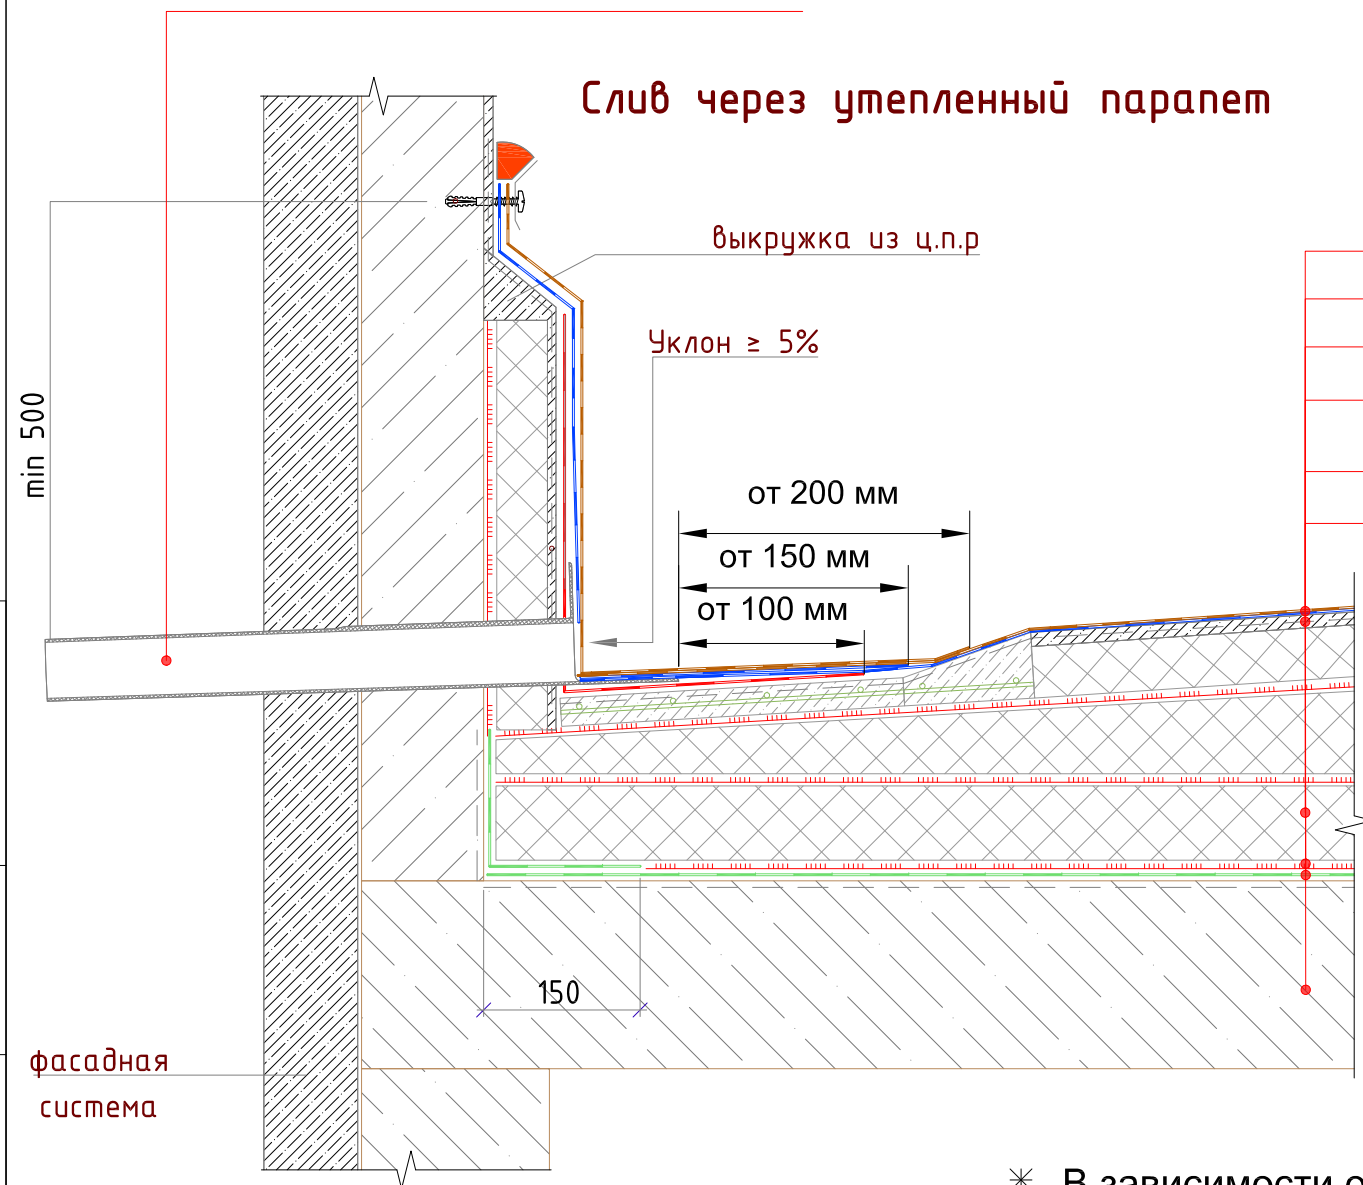 Слив через утепленный парапет
выкружка из ц.п.р
Уклон ≥ 5%
min 500
от 200 мм
от 150 мм
от 100 мм
150
фасадная
система
* В зависимости о